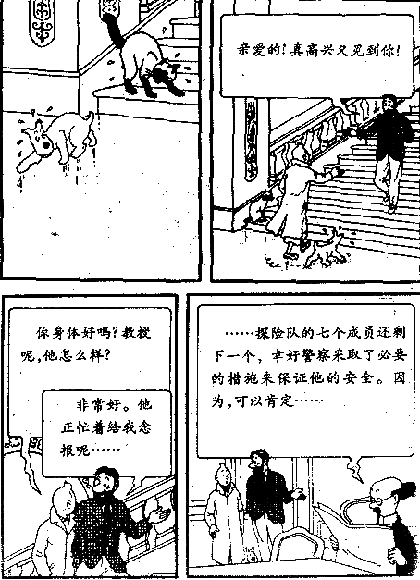 亲爱的!真高兴又见到你!
你身体好吗?教授
呢,他怎么样?
非常好。他
正忙着给我念
报呢……
……探险队的七个成员还剩
下一个,幸好警察采取了必要
的措施来保证他的安全。因
为,可以肯定……